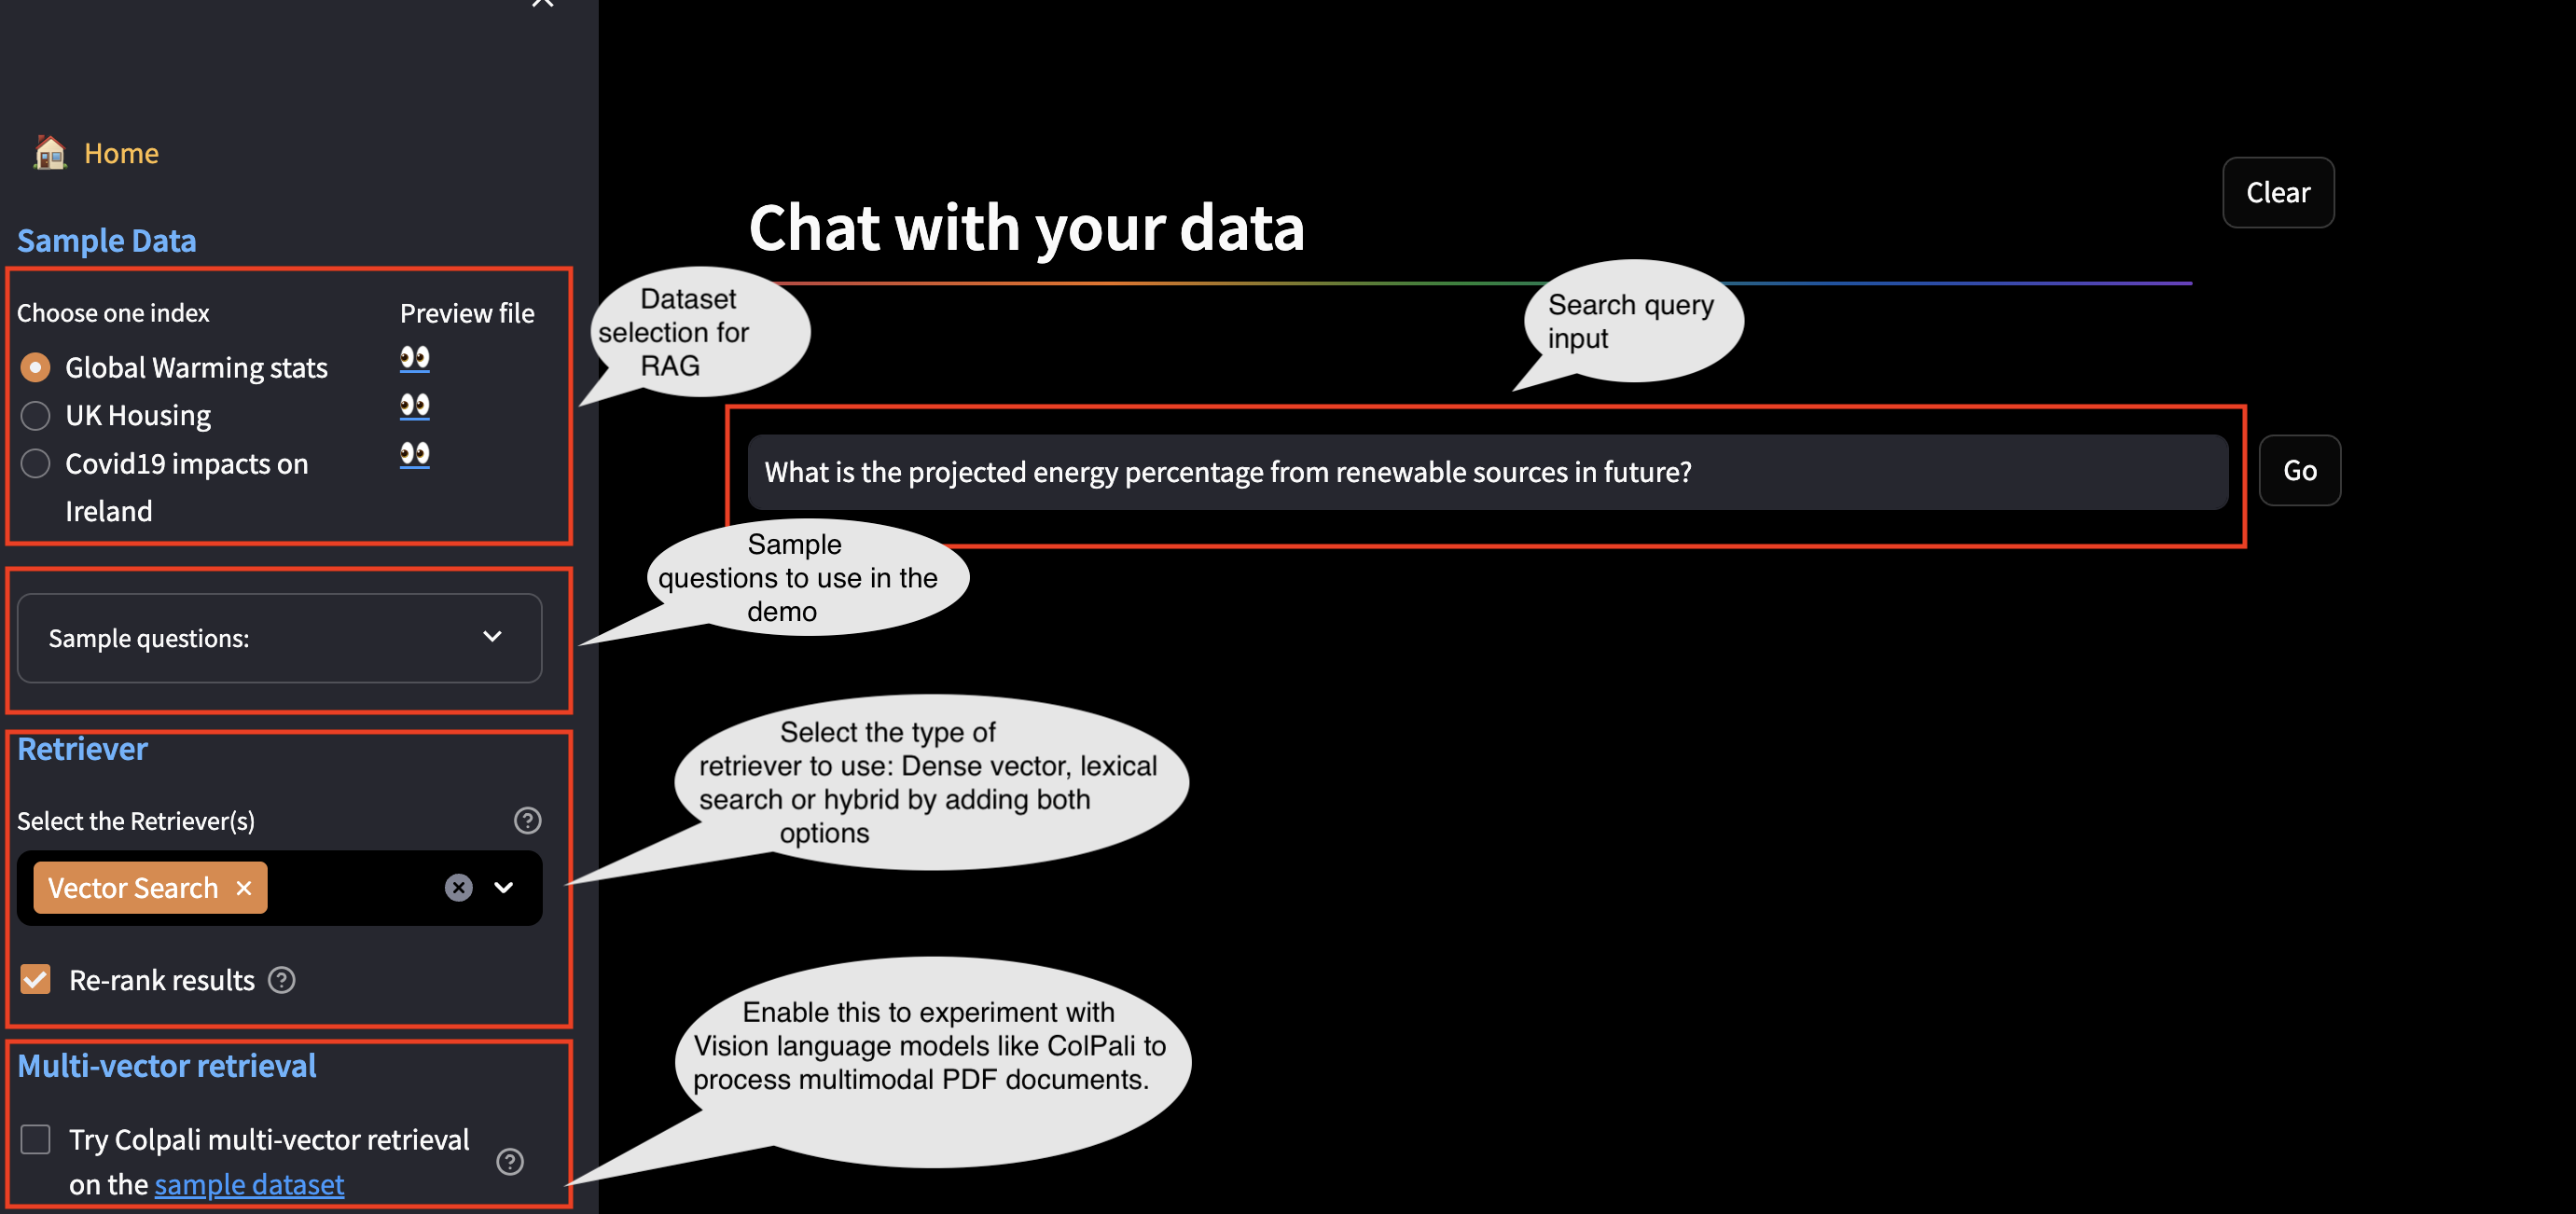 Home
Sample Data
Choose one index
Preview file
Global Warming stats
UK Housing
Covid19 impacts on
Ireland
Sample questions:
Retriever
Select the Retriever(s)
Vector Search
Re-rank results
Multi-vector retrieval
Try Colpali multi-vector retrieval
on the sample dataset
Clear
Chat with your data
Dataset
selection for
RAG
Search query
input
What is the projected energy percentage from renewable sources in future?
Go
Sample
questions to use in the
demo
Select the type of
retriever to use: Dense vector, lexical
search or hybrid by adding both
options
Enable this to experiment with
Vision language models like ColPali to
process multimodal PDF documents.